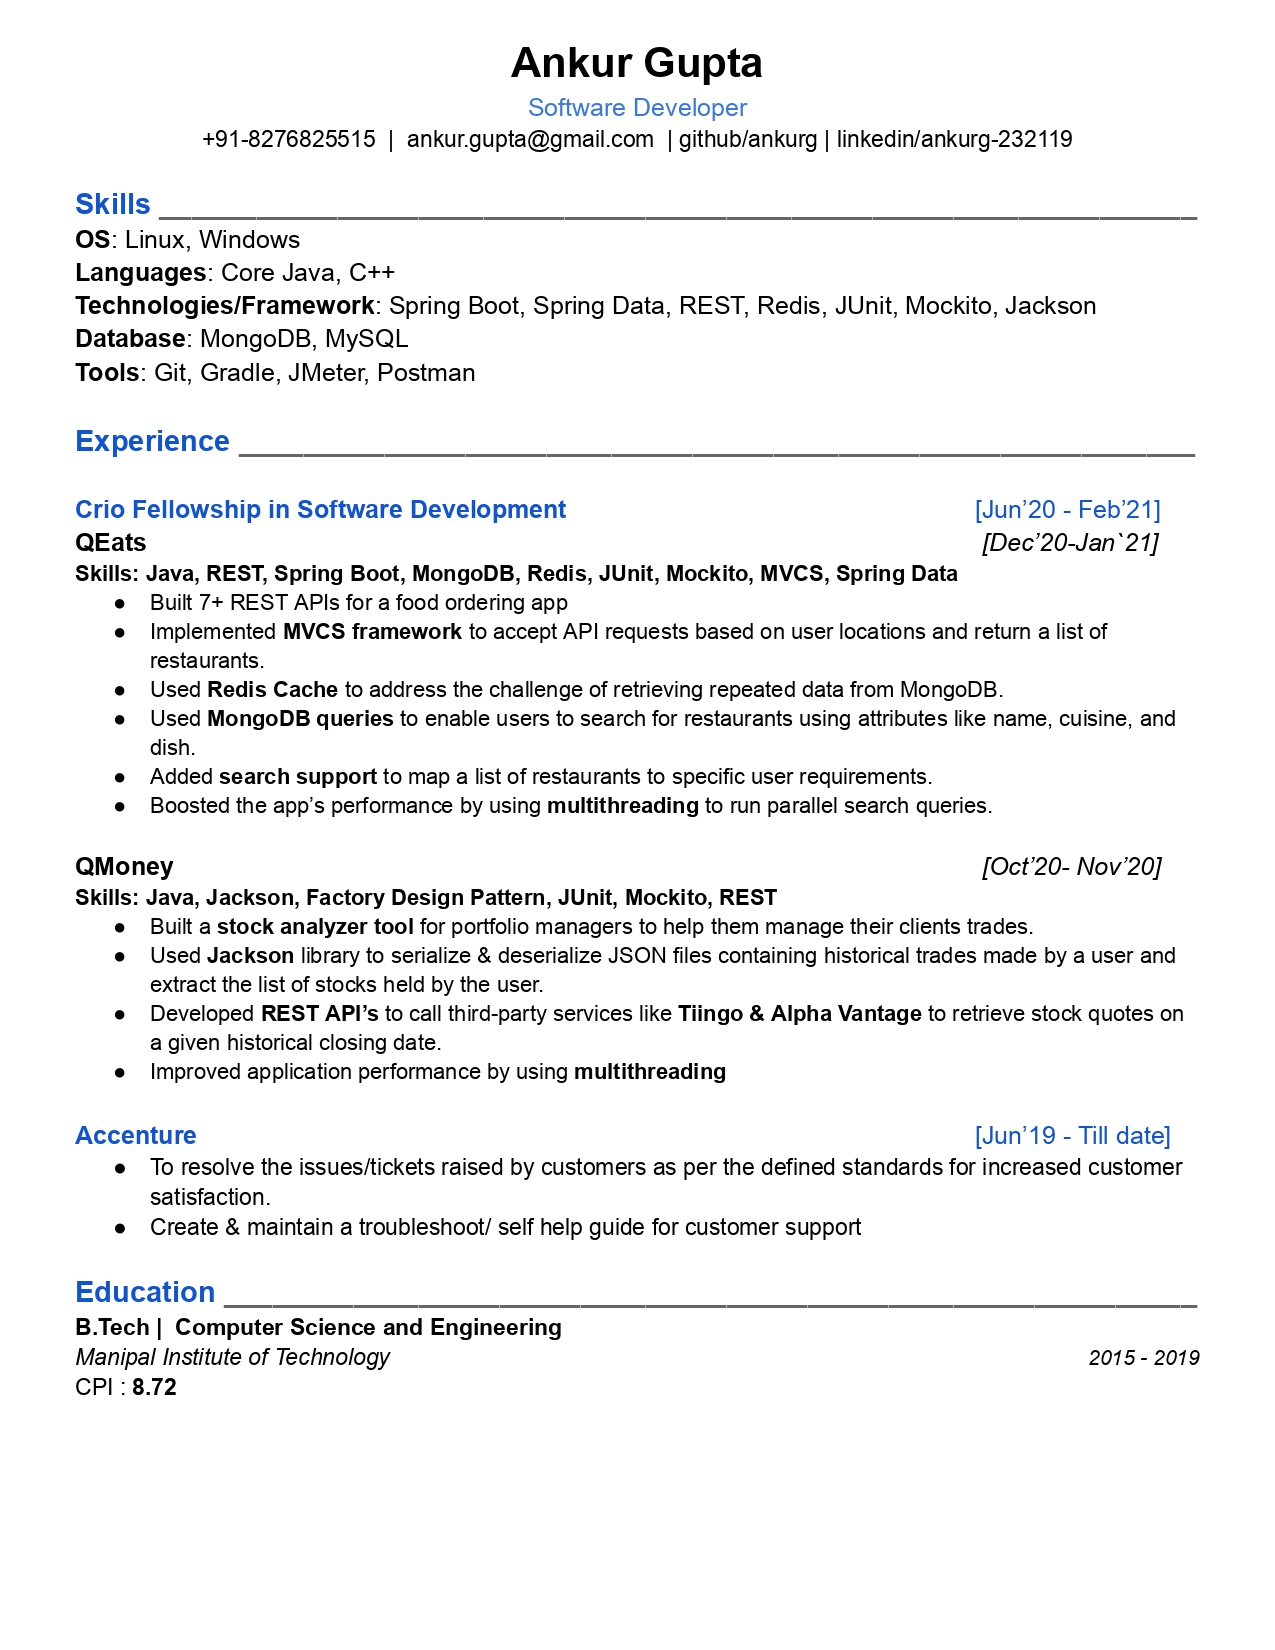 Ankur Gupta
Software Developer
+91-8276825515 | ankur.gupta@gmail.com | github/ankurg | linkedin/ankurg-232119
Skills
OS: Linux, Windows
Languages: Core Java, C++
Technologies/Framework: Spring Boot, Spring Data, REST, Redis, JUnit, Mockito, Jackson
Database: MongoDB, MySQL
Tools: Git, Gradle, JMeter, Postman
Experience
Crio Fellowship in Software Development [Jun’20 - Feb’21]
QEats [Dec’20-Jan`21]
Skills: Java, REST, Spring Boot, MongoDB, Redis, JUnit, Mockito, MVCS, Spring Data
● Built 7+ REST APIs for a food ordering app
● Implemented MVCS framework to accept API requests based on user locations and return a list of
restaurants.
● Used Redis Cache to address the challenge of retrieving repeated data from MongoDB.
● Used MongoDB queries to enable users to search for restaurants using attributes like name, cuisine, and
dish.
● Added search support to map a list of restaurants to specific user requirements.
● Boosted the app’s performance by using multithreading to run parallel search queries.
QMoney [Oct’20- Nov’20]
Skills: Java, Jackson, Factory Design Pattern, JUnit, Mockito, REST
● Built a stock analyzer tool for portfolio managers to help them manage their clients trades.
● Used Jackson library to serialize & deserialize JSON files containing historical trades made by a user and
extract the list of stocks held by the user.
● Developed REST API’s to call third-party services like Tiingo & Alpha Vantage to retrieve stock quotes on
a given historical closing date.
● Improved application performance by using multithreading
Accenture [Jun’19 - Till date]
● To resolve the issues/tickets raised by customers as per the defined standards for increased customer
satisfaction.
● Create & maintain a troubleshoot/ self help guide for customer support
Education
B.Tech | Computer Science and Engineering
Manipal Institute of Technology 2015 - 2019
CPI : 8.72